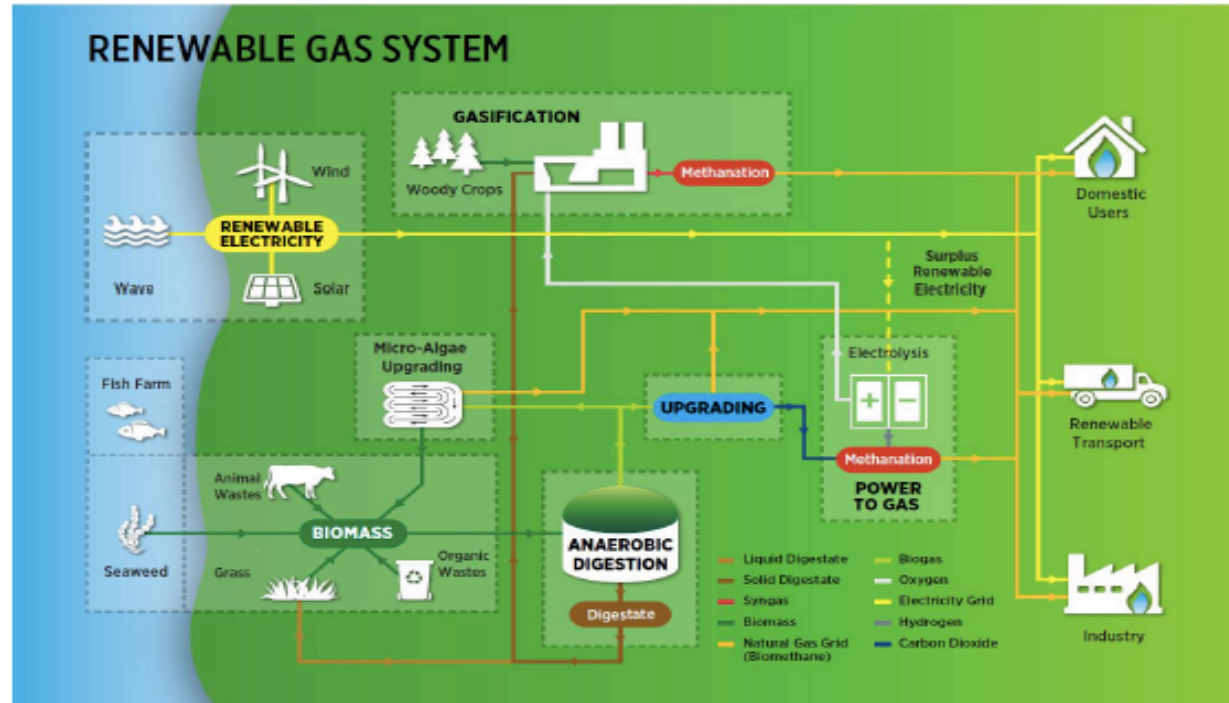 RENEWABLE GAS SYSTEM
GASIFICATION
Woody Crops
Methanation
Wind
RENEWABLE
ELECTRICITY
Wave
Solar
Domestic
Users
Surplus
Renewable
Electricity
Micro-Algae
Upgrading
Fish Farm
UPGRADING
Electrolysis
+ −
Methanation
POWER
TO GAS
Renewable
Transport
Animal
Wastes
BIOMASS
Seaweed
Grass
Organic
Wastes
ANAEROBIC
DIGESTION
Digestate
Liquid Digestate
Solid Digestate
Syngas
Biomass
Natural Gas Grid
(Biomethane)
Biogas
Oxygen
Electricity Grid
Hydrogen
Carbon Dioxide
Industry